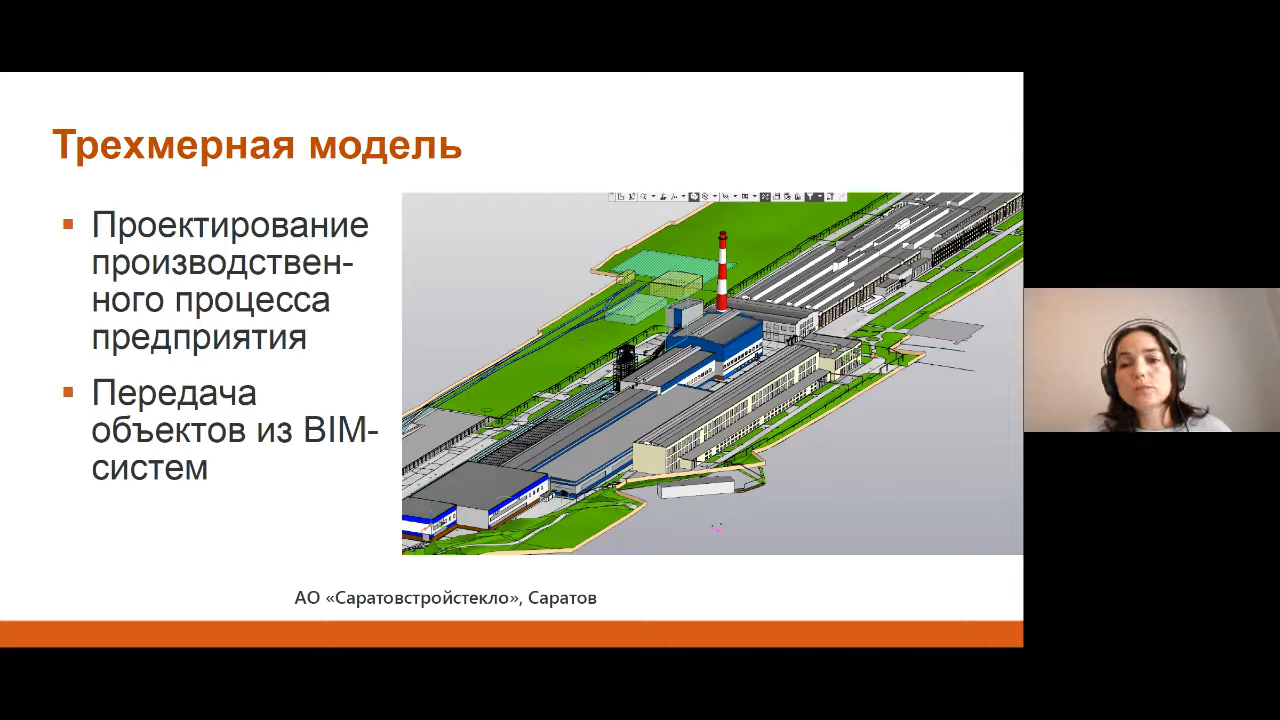 Трехмерная модель
Проектирование
производствен-
ного процесса
предприятия
Передача
объектов из BIM-
систем
АО «Саратовстройстекло», Саратов